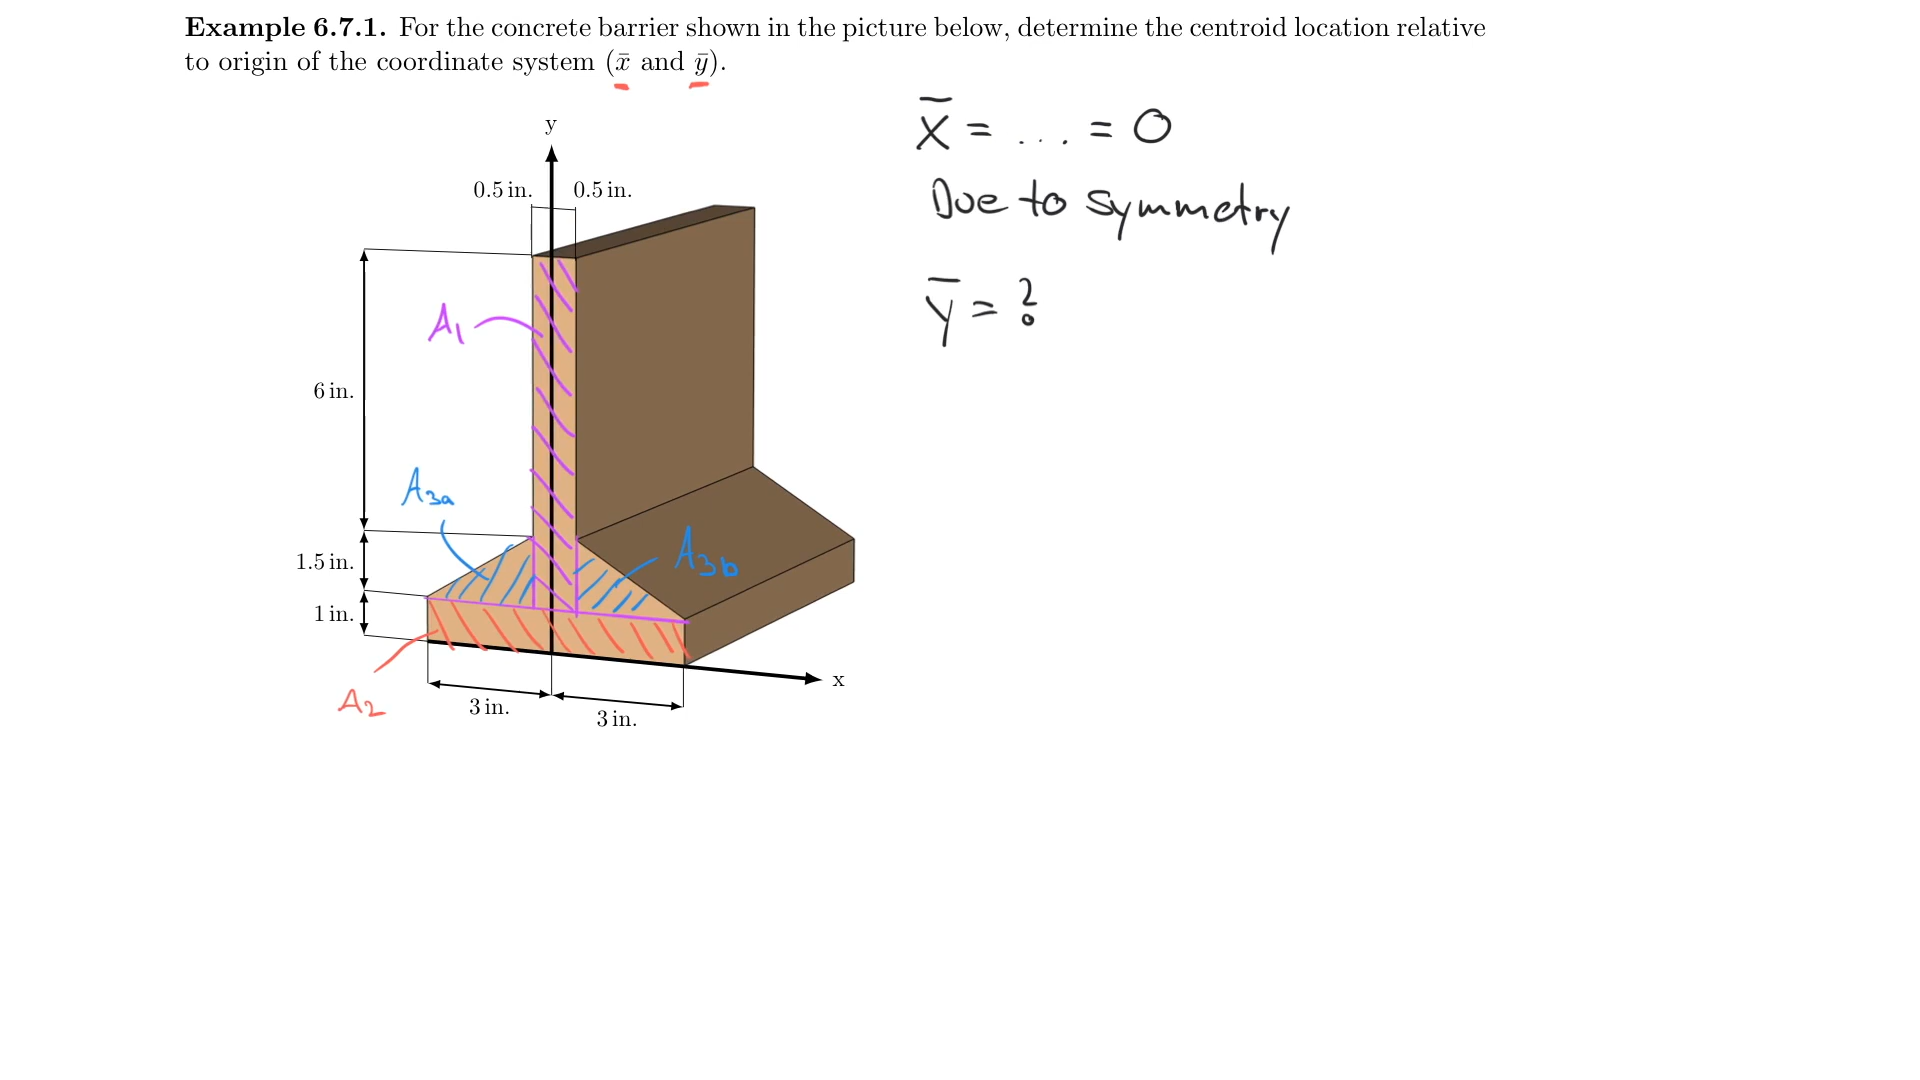 Example 6.7.1. For the concrete barrier shown in the picture below, determine the centroid location relative
to origin of the coordinate system (x̄ and ȳ).
x̄ = ... = 0
Due to symmetry
ȳ = ?
y
0.5 in. 0.5 in.
A₁
6 in.
A₃ₐ
A₃b
1.5 in.
1 in.
A₂
x
3 in.
3 in.